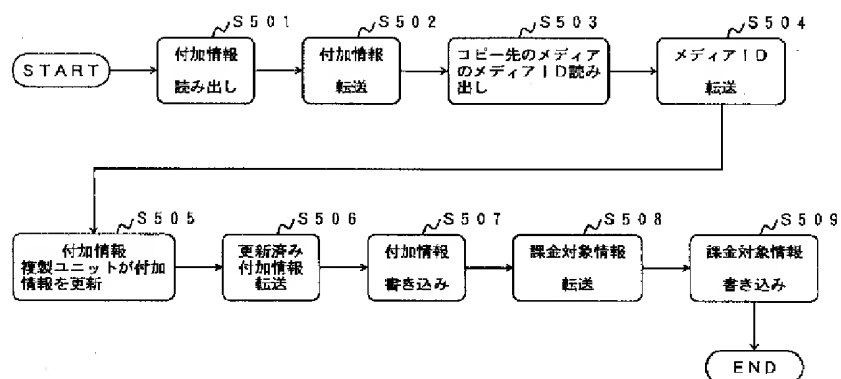 START
S501
付加情報
読み出し
S502
付加情報
転送
S503
コピー先のメディア
のメディアID読み
出し
S504
メディアID
転送
S505
付加情報
複製ユニットが付加
情報を更新
S506
更新済み
付加情報
転送
S507
付加情報
書き込み
S508
課金対象情報
転送
S509
課金対象情報
書き込み
END